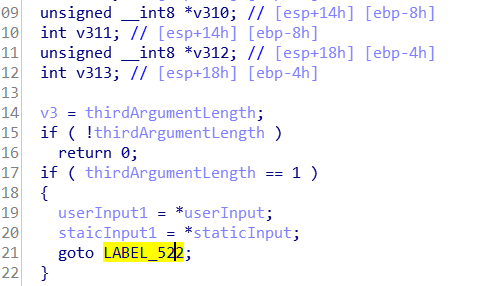 09 unsigned __int8 *v310; // [esp+14h] [ebp-8h]
10 int v311; // [esp+14h] [ebp-8h]
11 unsigned __int8 *v312; // [esp+18h] [ebp-4h]
12 int v313; // [esp+18h] [ebp-4h]
13
14 v3 = thirdArgumentLength;
15 if ( !thirdArgumentLength )
16 return 0;
17 if ( thirdArgumentLength == 1 )
18 {
19 userInput1 = *userInput;
20 staicInput1 = *staticInput;
21 goto LABEL_522;
22 }